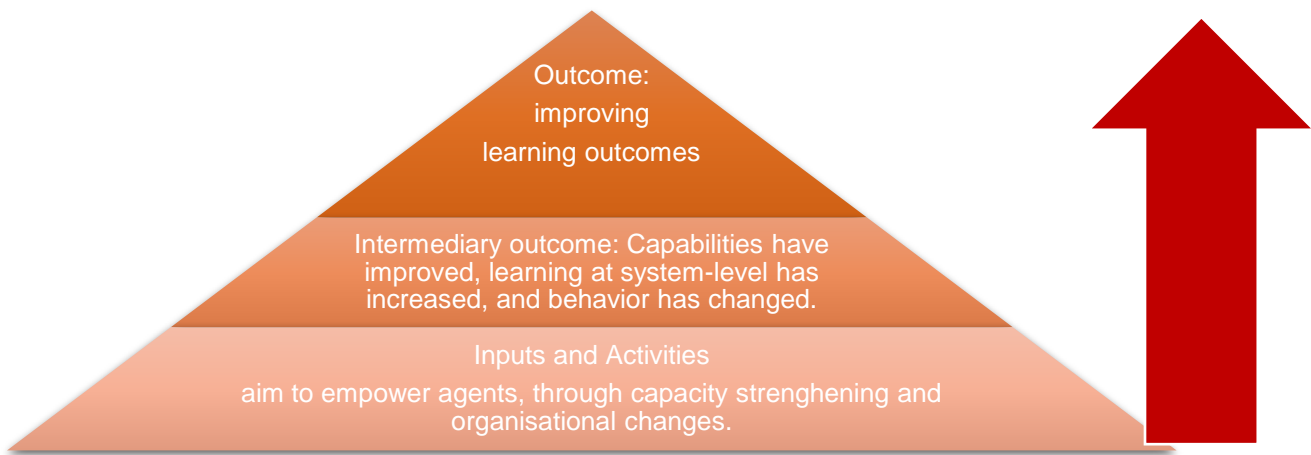 Outcome:
improving
learning outcomes
Intermediary outcome: Capabilities have
improved, learning at system-level has
increased, and behavior has changed.
Inputs and Activities
aim to empower agents, through capacity strenghening and
organisational changes.